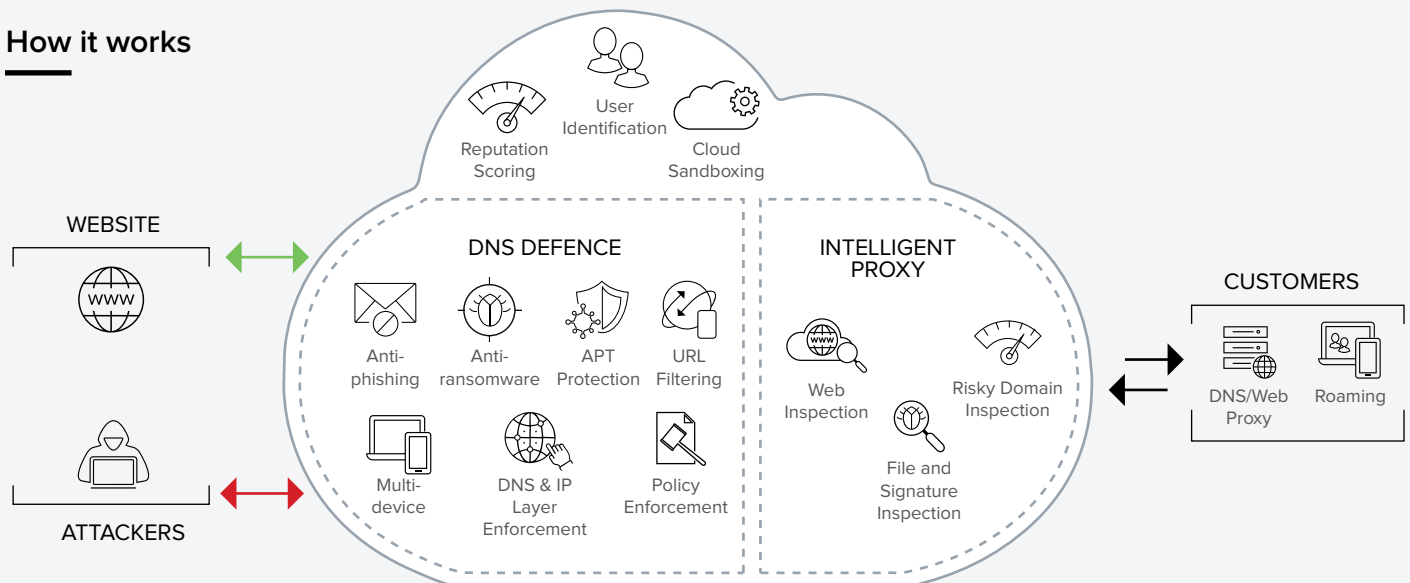 How it works
User
Identification
Reputation
Scoring
Cloud
Sandboxing
WEBSITE
WWW
ATTACKERS
DNS DEFENCE
Anti-
phishing
Anti-
ransomware
APT
Protection
URL
Filtering
Multi-
device
DNS & IP
Layer
Enforcement
Policy
Enforcement
INTELLIGENT
PROXY
WWW
Web
Inspection
Risky Domain
Inspection
File and
Signature
Inspection
CUSTOMERS
DNS/Web
Proxy
Roaming